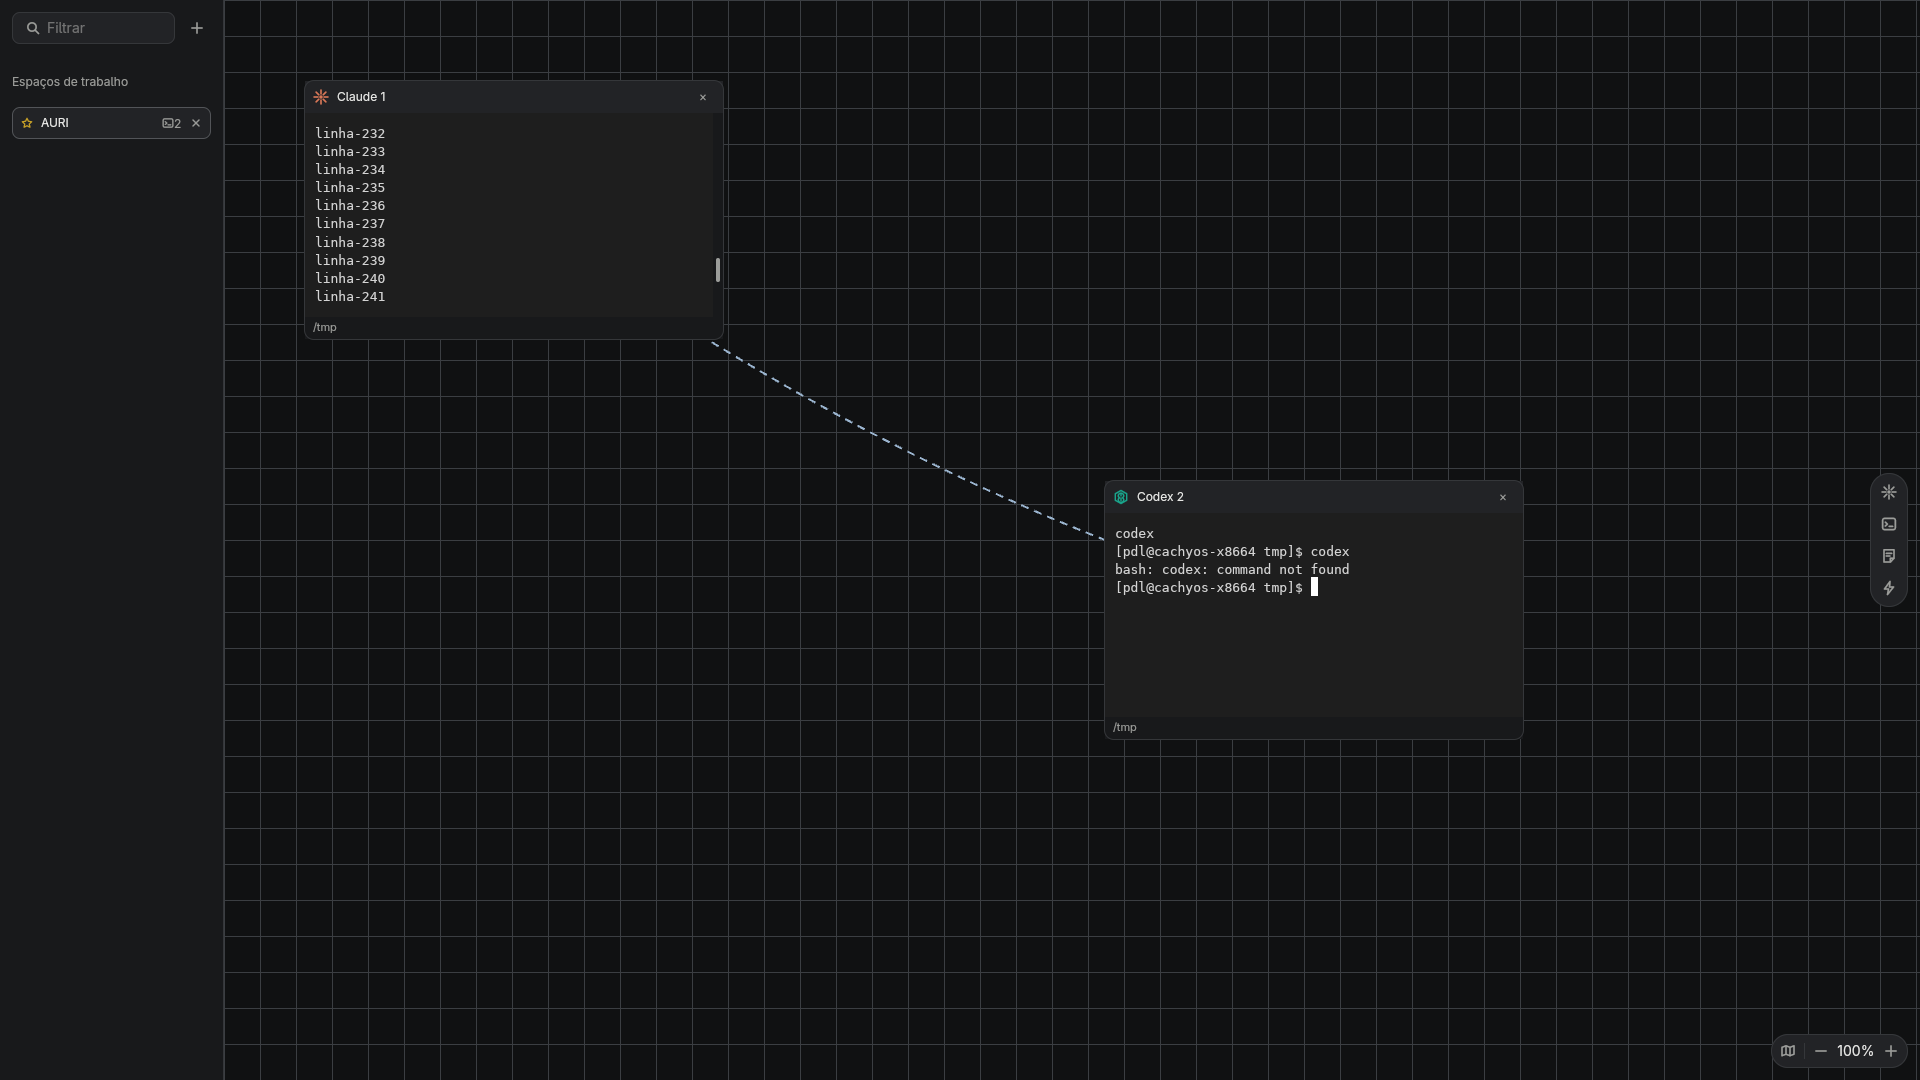 Filtrar
Espaços de trabalho
AURI 2
Claude 1
linha-232
linha-233
linha-234
linha-235
linha-236
linha-237
linha-238
linha-239
linha-240
linha-241
/tmp
Codex 2
codex
[pdl@cachyos-x8664 tmp]$ codex
bash: codex: command not found
[pdl@cachyos-x8664 tmp]$
/tmp
100%